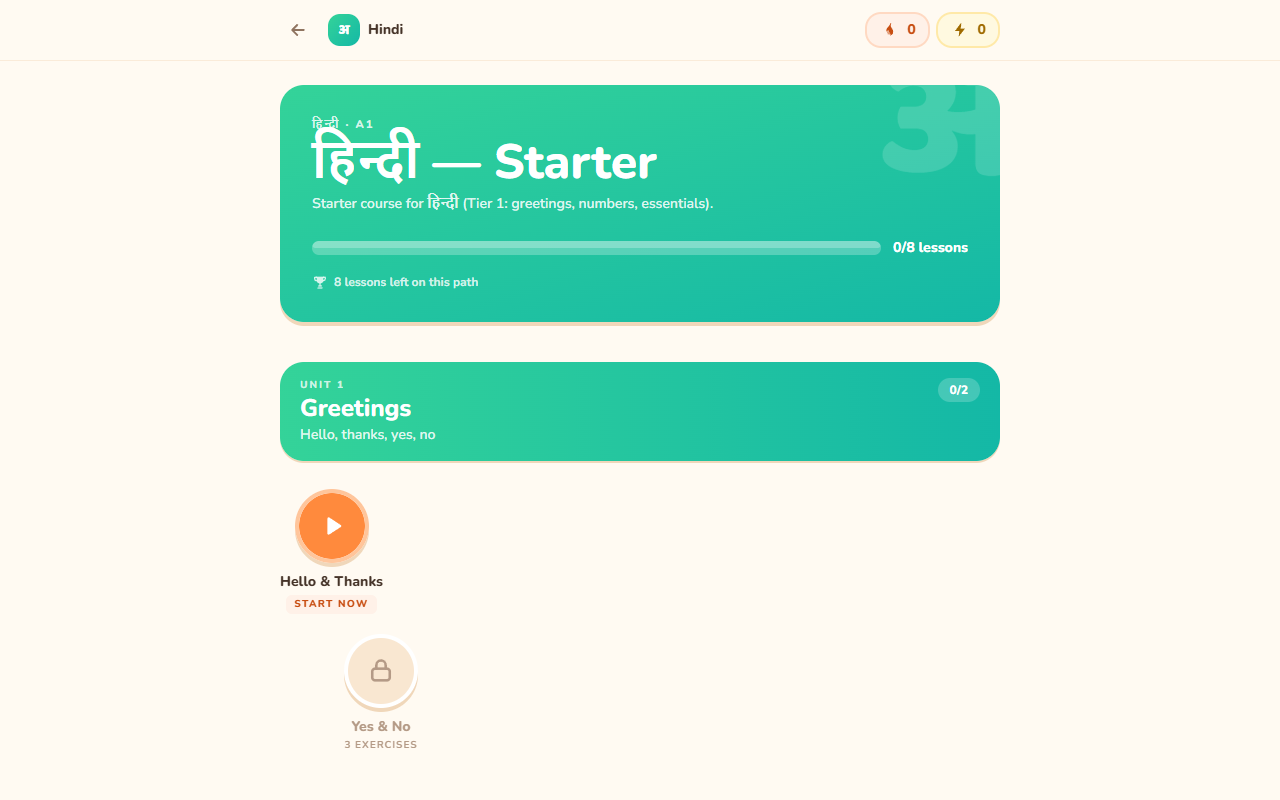 अ Hindi 0 0
हिन्दी · A1
अ
हिन्दी — Starter
Starter course for हिन्दी (Tier 1: greetings, numbers, essentials).
0/8 lessons
8 lessons left on this path
UNIT 1
0/2
Greetings
Hello, thanks, yes, no
Hello & Thanks
START NOW
Yes & No
3 EXERCISES